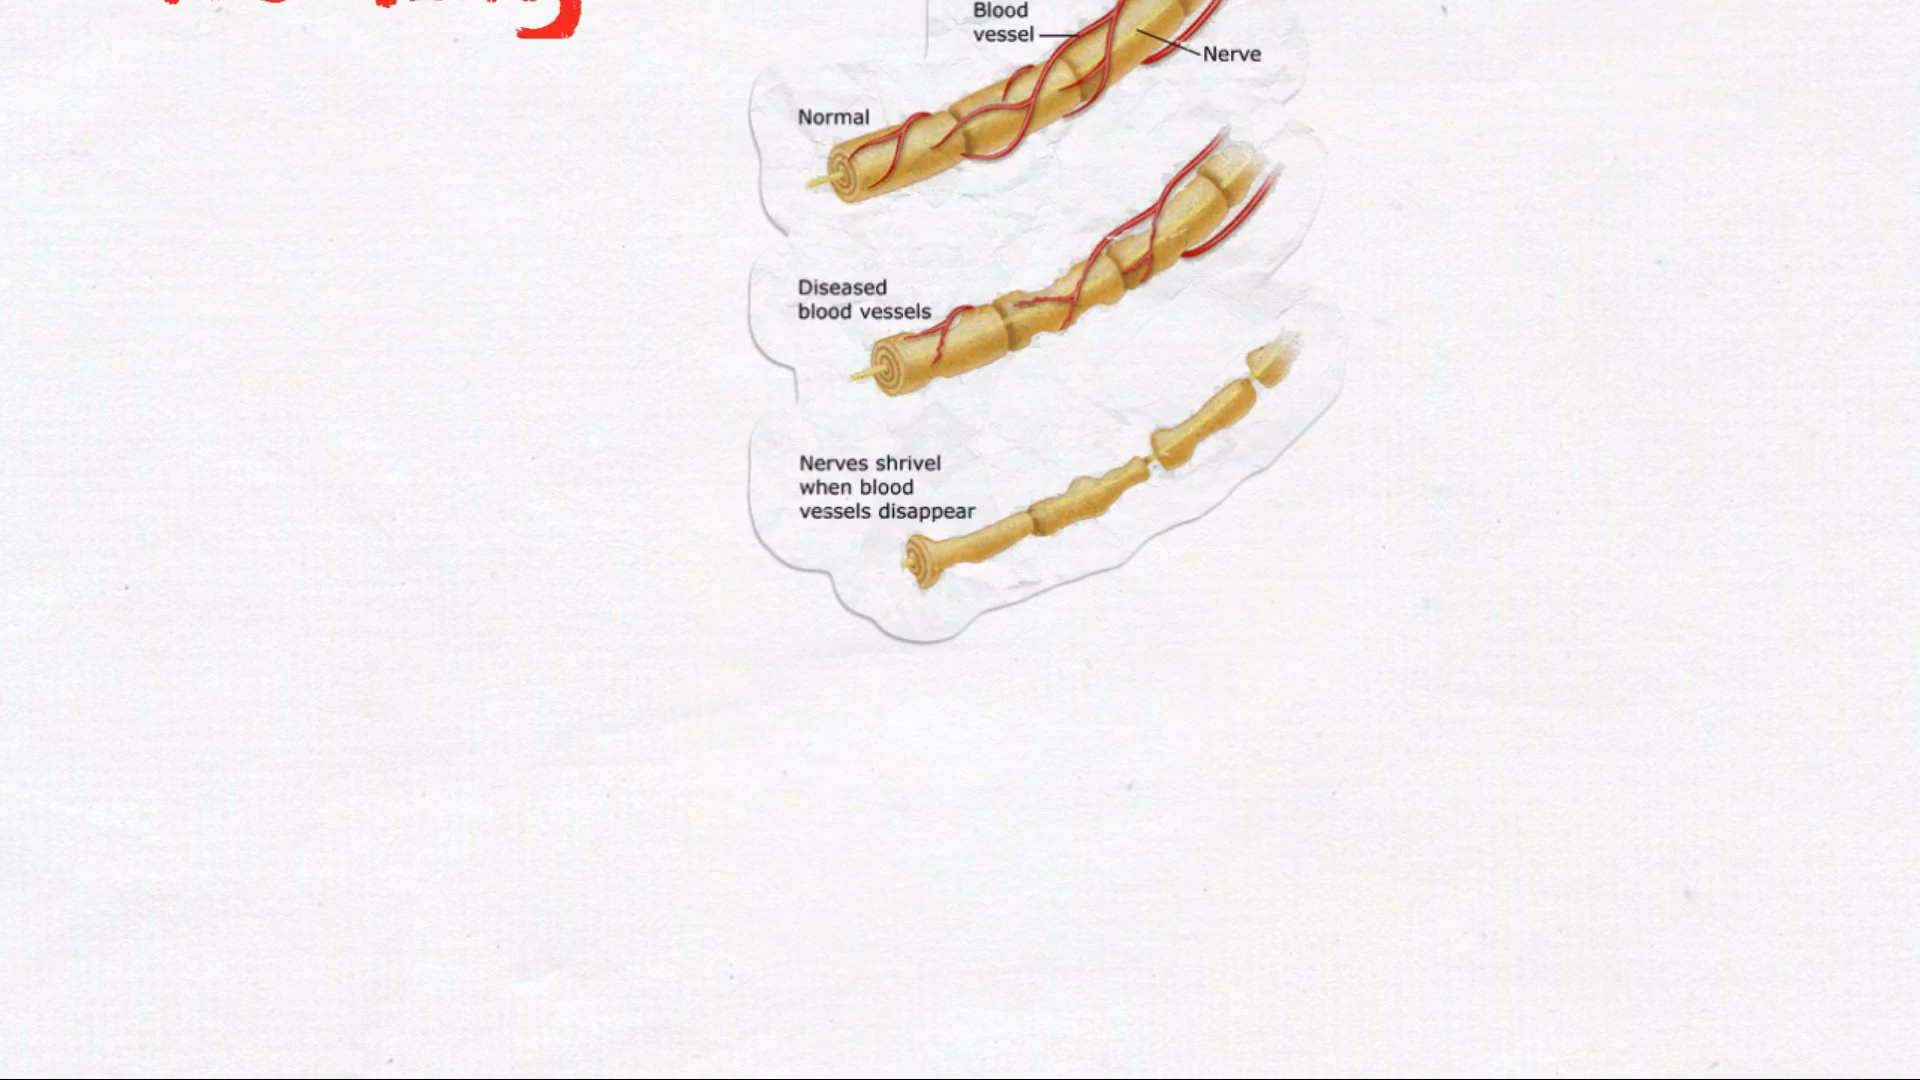 Blood
vessel
Nerve
Normal
Diseased
blood vessels
Nerves shrivel
when blood
vessels disappear